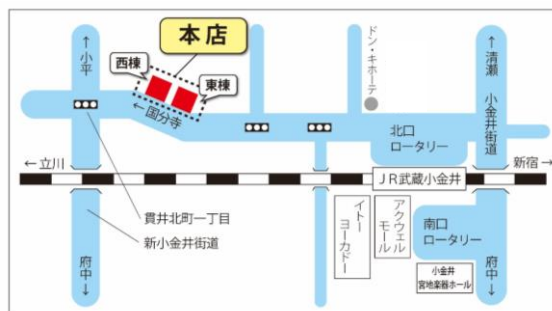 本店
西棟
東棟
← 国分寺
↑小平
貫井北町一丁目
新小金井街道
府中↓
← 立川
ドン・キホーテ
北口
ロータリー
↑清瀬
小金井街道
新宿→
JR武蔵小金井
イトー
ヨーカドー
アクウェル
モール
南口
ロータリー
小金井
宮地楽器ホール
府中↓